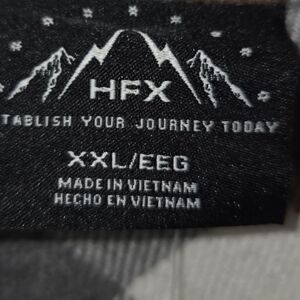 HFX
TABLISH YOUR JOURNEY TODAY
XXL/EEG
MADE IN VIETNAM
HECHO EN VIETNAM